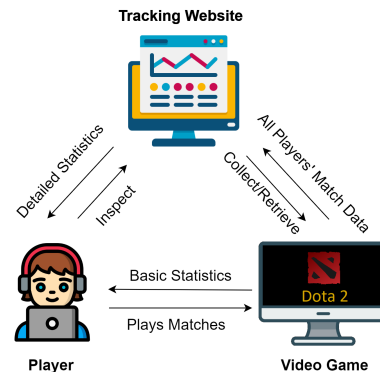 Tracking Website
Detailed Statistics
Inspect
All Players' Match Data
Collect/Retrieve
Dota 2
Basic Statistics
Plays Matches
Player
Video Game